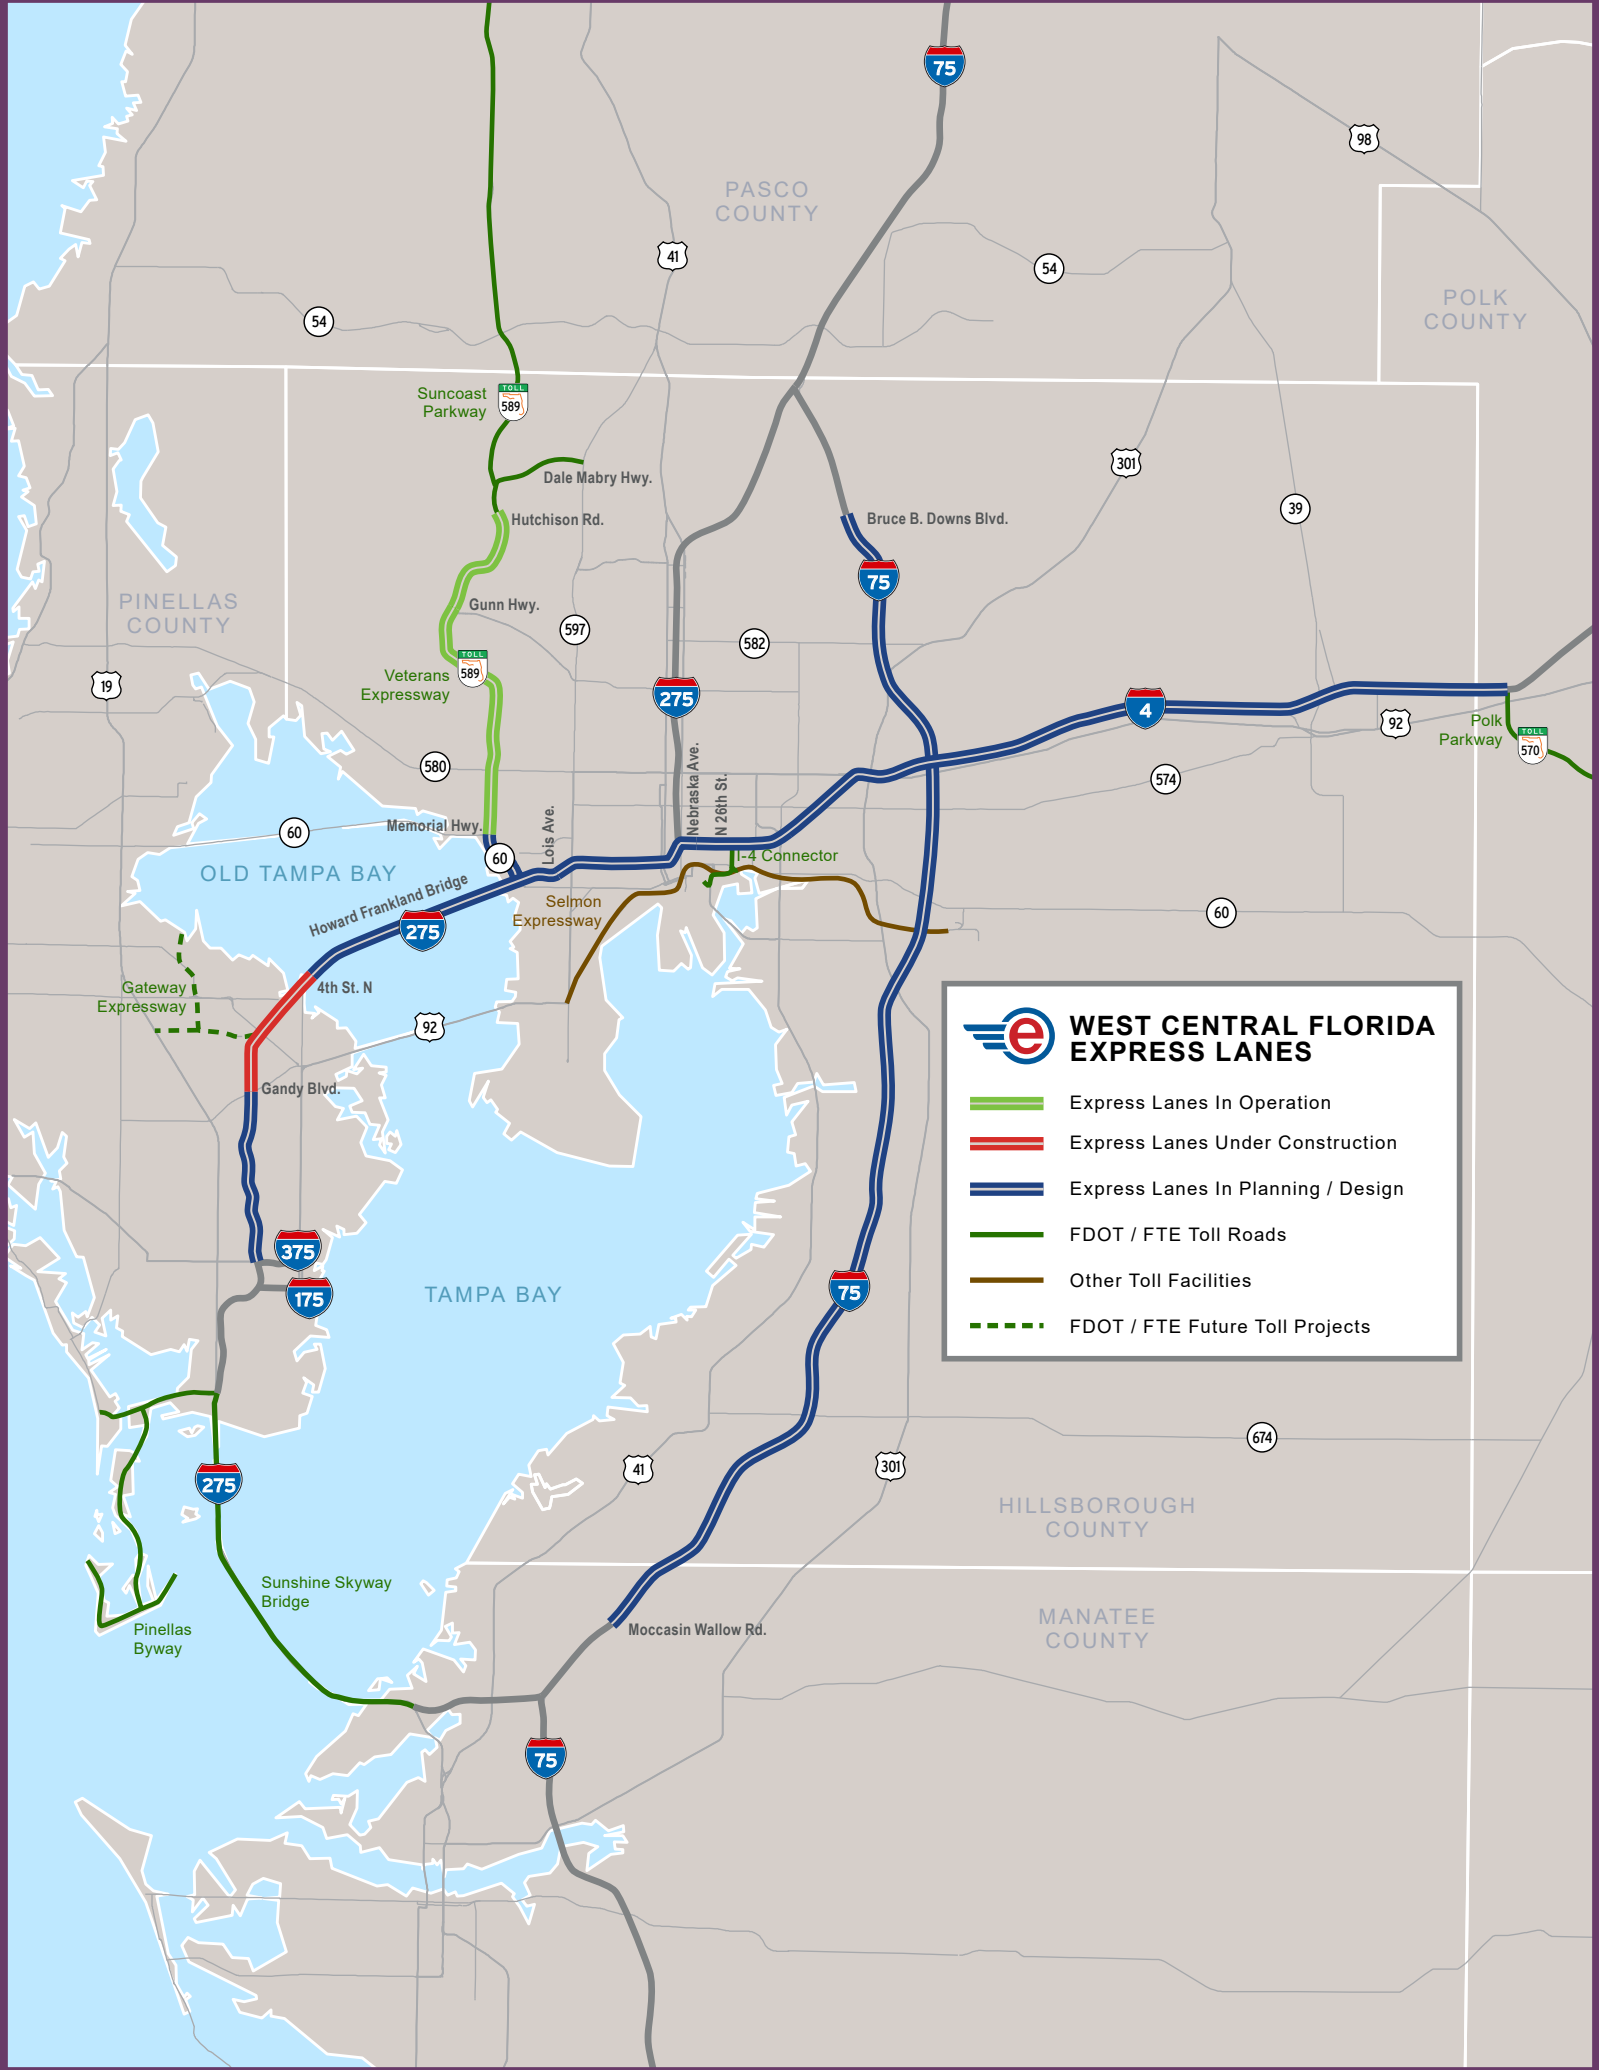 75
98
PASCO
COUNTY
41
54
54
POLK
COUNTY
Suncoast
Parkway
TOLL
589
Dale Mabry Hwy.
301
39
Hutchison Rd.
Bruce B. Downs Blvd.
75
PINELLAS
COUNTY
Gunn Hwy.
597
582
TOLL
589
Veterans
Expressway
19
275
4
92
Polk
Parkway
TOLL
570
580
Nebraska Ave.
N 26th St.
574
60
Memorial Hwy.
Lois Ave.
60
I-4 Connector
OLD TAMPA BAY
Howard Frankland Bridge
275
Selmon
Expressway
60
Gateway
Expressway
4th St. N
92
Gandy Blvd.
WEST CENTRAL FLORIDA
EXPRESS LANES
e
Express Lanes In Operation
Express Lanes Under Construction
Express Lanes In Planning / Design
FDOT / FTE Toll Roads
Other Toll Facilities
FDOT / FTE Future Toll Projects
375
175
TAMPA BAY
75
674
41
301
275
HILLSBOROUGH
COUNTY
Sunshine Skyway
Bridge
Pinellas
Byway
Moccasin Wallow Rd.
MANATEE
COUNTY
75